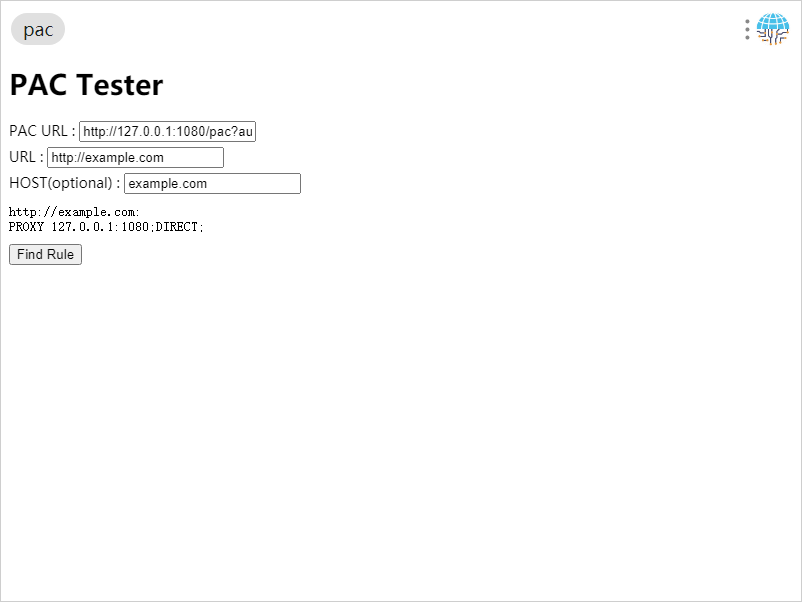 pac
PAC Tester
PAC URL : http://127.0.0.1:1080/pac?au
URL : http://example.com
HOST(optional) : example.com
http://example.com:
PROXY 127.0.0.1:1080;DIRECT;
Find Rule